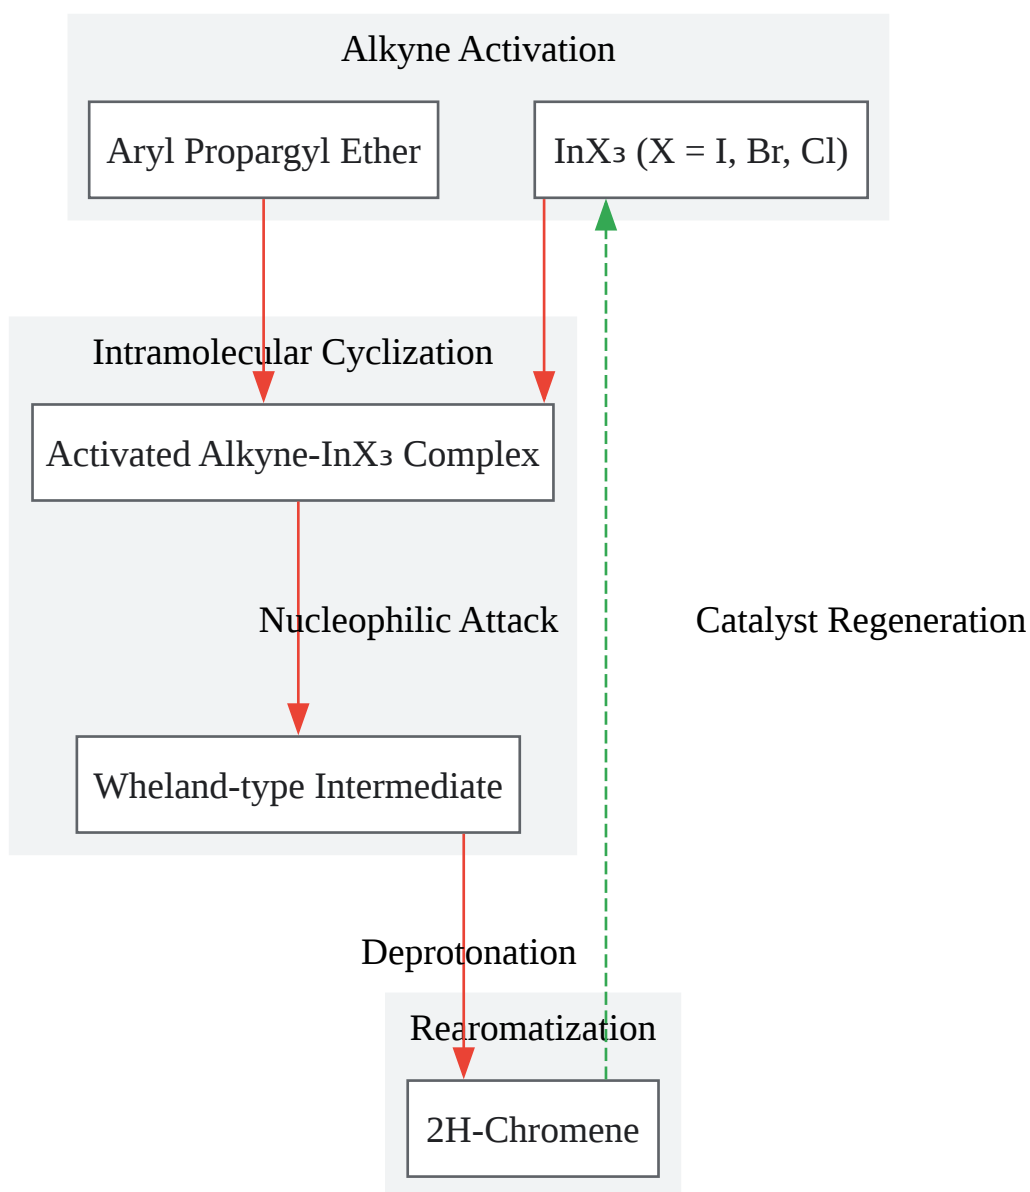 Alkyne Activation
Aryl Propargyl Ether
InX₃ (X = I, Br, Cl)
Intramolecular Cyclization
Activated Alkyne-InX₃ Complex
Nucleophilic Attack
Catalyst Regeneration
Wheland-type Intermediate
Deprotonation
Rearomatization
2H-Chromene